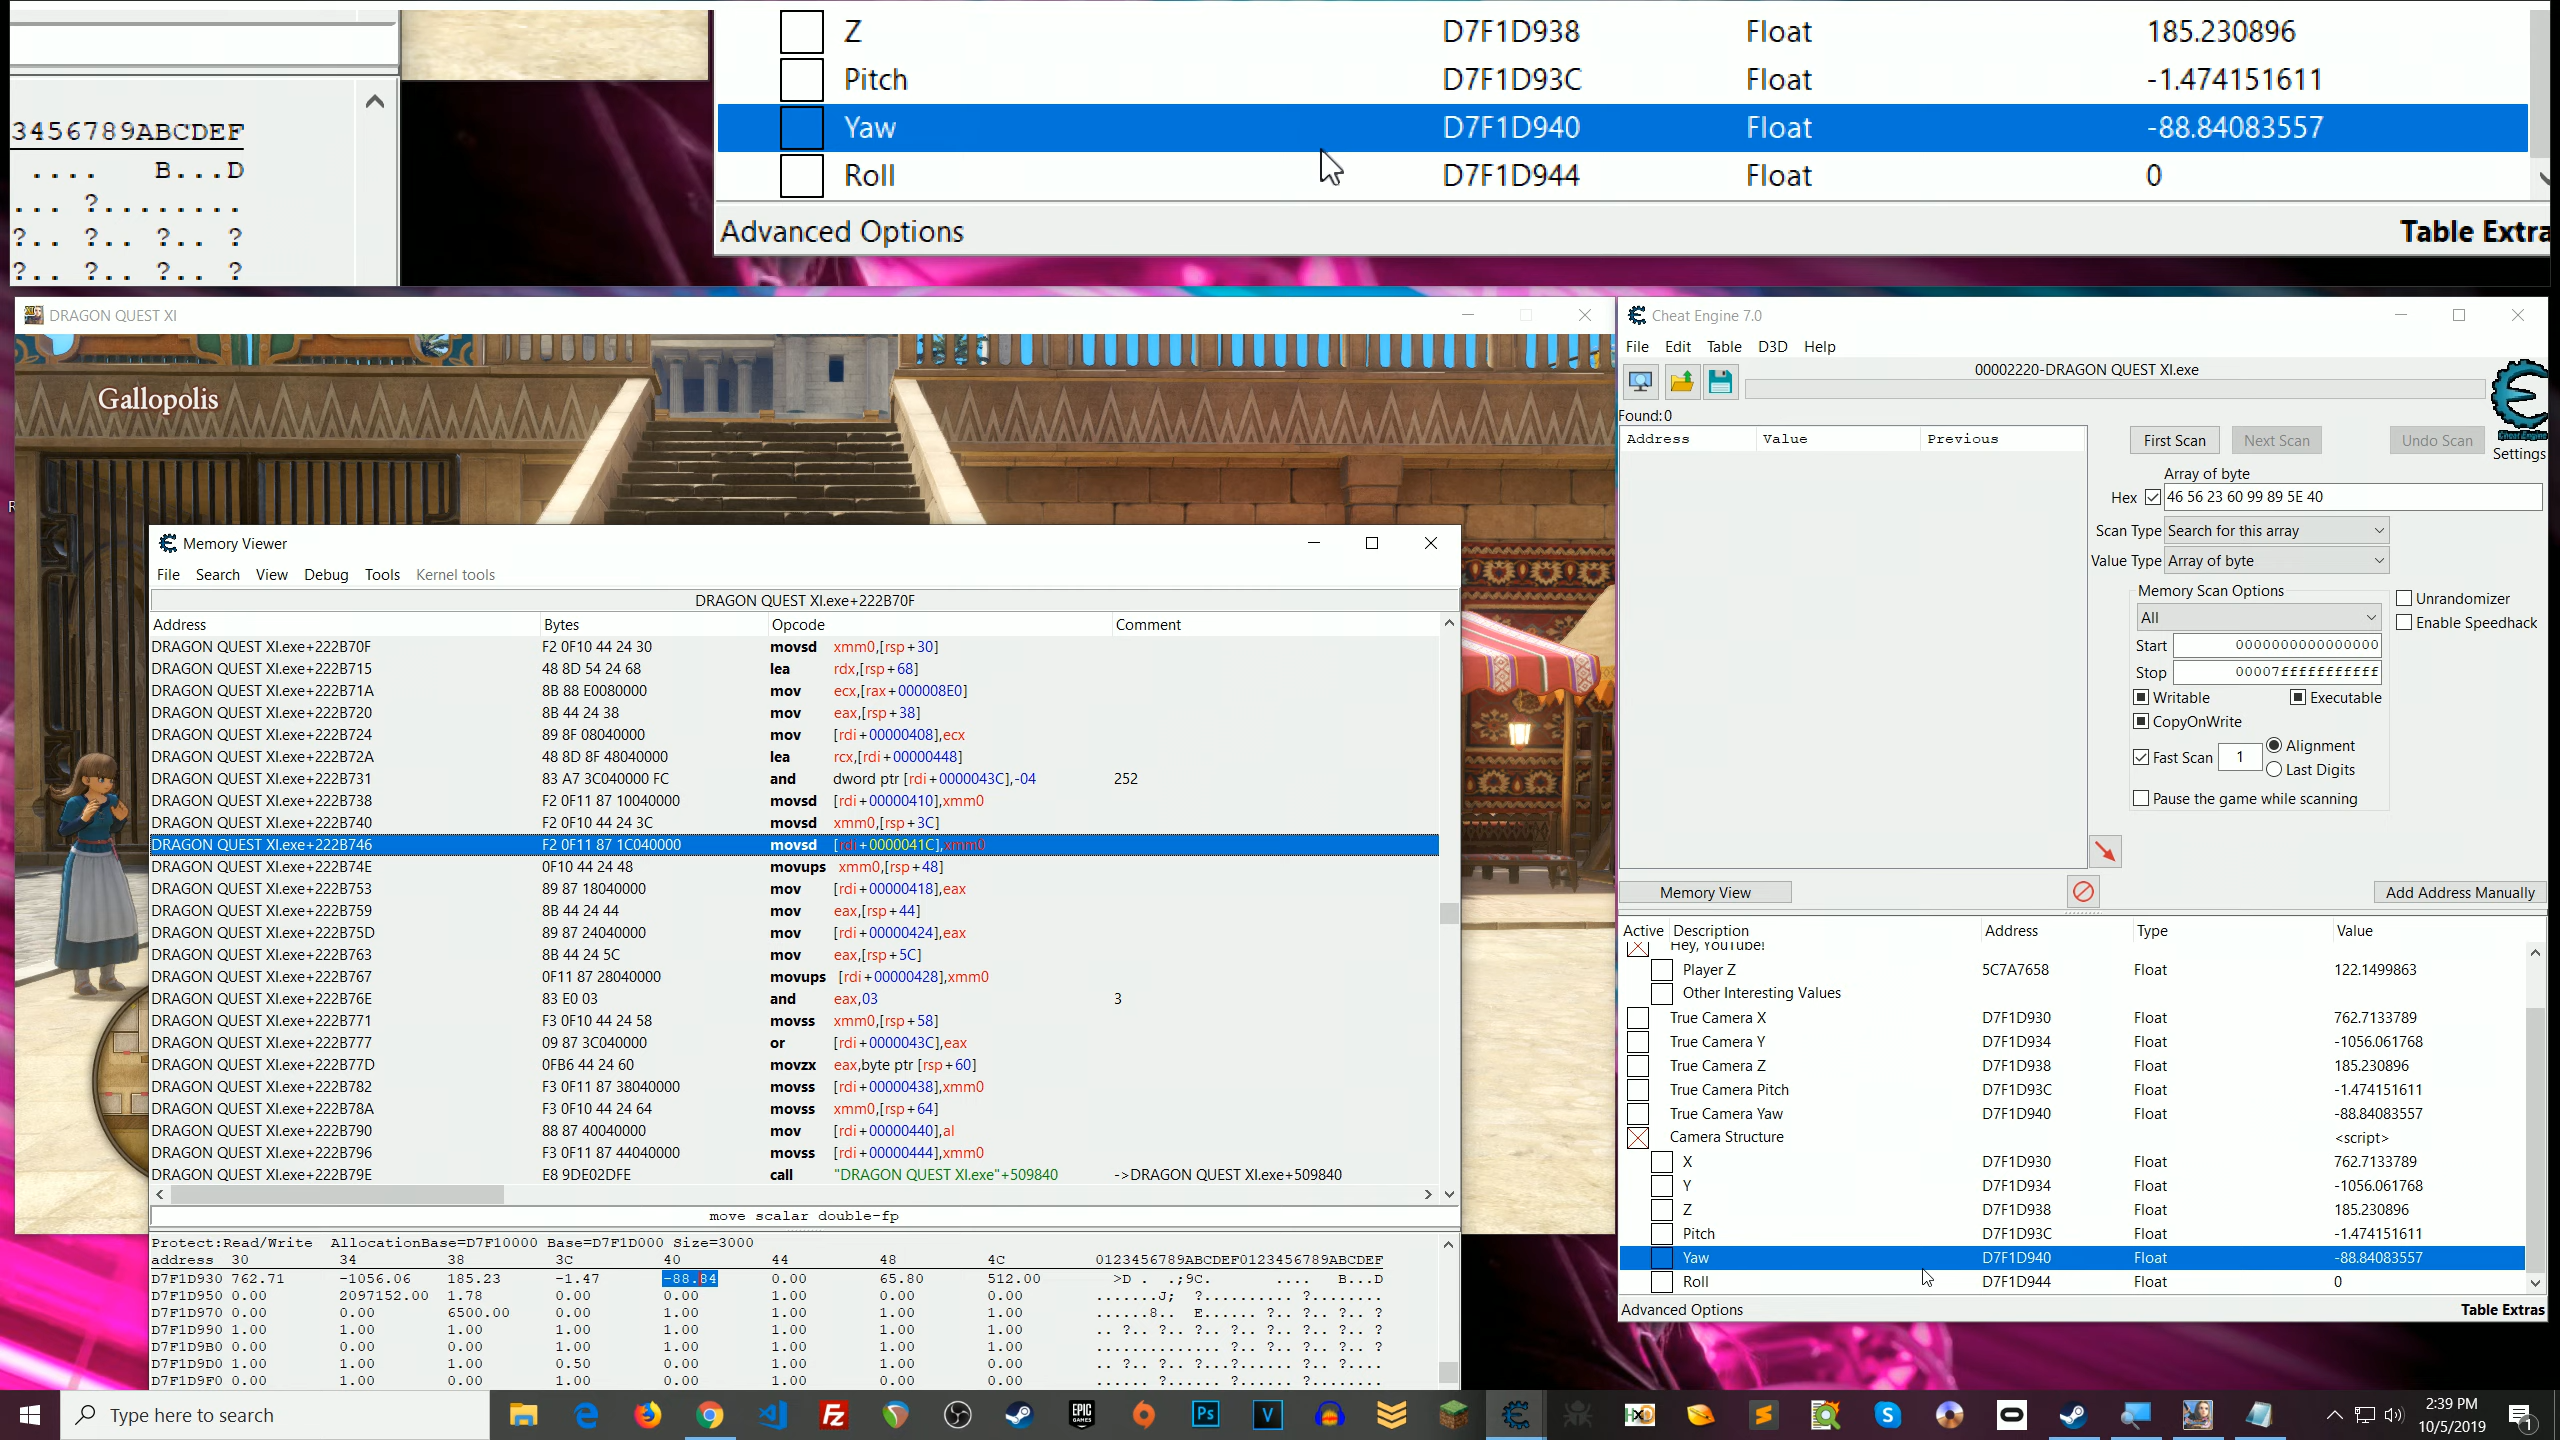 Z D7F1D938 Float 185.230896
Pitch D7F1D93C Float -1.474151611
Yaw D7F1D940 Float -88.84083557
Roll D7F1D944 Float 0
Advanced Options Table Extra
3456789ABCDEF
.... B...D
... ?........
?.. ?.. ?.. ?
?.. ?.. ?.. ?
DRAGON QUEST XI
Gallopolis
Memory Viewer
File Search View Debug Tools Kernel tools
DRAGON QUEST XI.exe+222B70F
Address Bytes Opcode Comment
DRAGON QUEST XI.exe+222B70F F2 0F10 44 24 30 movsd xmm0,[rsp+30]
DRAGON QUEST XI.exe+222B715 48 8D 54 24 68 lea rdx,[rsp+68]
DRAGON QUEST XI.exe+222B71A 8B 88 E0080000 mov ecx,[rax+000008E0]
DRAGON QUEST XI.exe+222B720 8B 44 24 38 mov eax,[rsp+38]
DRAGON QUEST XI.exe+222B724 89 8F 08040000 mov [rdi+00000408],ecx
DRAGON QUEST XI.exe+222B72A 48 8D 8F 48040000 lea rcx,[rdi+00000448]
DRAGON QUEST XI.exe+222B731 83 A7 3C040000 FC and dword ptr [rdi+0000043C],-04 252
DRAGON QUEST XI.exe+222B738 F2 0F11 87 10040000 movsd [rdi+00000410],xmm0
DRAGON QUEST XI.exe+222B740 F2 0F10 44 24 3C movsd xmm0,[rsp+3C]
DRAGON QUEST XI.exe+222B746 F2 0F11 87 1C040000 movsd [rdi+0000041C],xmm0
DRAGON QUEST XI.exe+222B74E 0F10 44 24 48 movups xmm0,[rsp+48]
DRAGON QUEST XI.exe+222B753 89 87 18040000 mov [rdi+00000418],eax
DRAGON QUEST XI.exe+222B759 8B 44 24 44 mov eax,[rsp+44]
DRAGON QUEST XI.exe+222B75D 89 87 24040000 mov [rdi+00000424],eax
DRAGON QUEST XI.exe+222B763 8B 44 24 5C mov eax,[rsp+5C]
DRAGON QUEST XI.exe+222B767 0F11 87 28040000 movups [rdi+00000428],xmm0
DRAGON QUEST XI.exe+222B76E 83 E0 03 and eax,03 3
DRAGON QUEST XI.exe+222B771 F3 0F10 44 24 58 movss xmm0,[rsp+58]
DRAGON QUEST XI.exe+222B777 09 87 3C040000 or [rdi+0000043C],eax
DRAGON QUEST XI.exe+222B77D 0FB6 44 24 60 movzx eax,byte ptr [rsp+60]
DRAGON QUEST XI.exe+222B782 F3 0F11 87 38040000 movss [rdi+00000438],xmm0
DRAGON QUEST XI.exe+222B78A F3 0F10 44 24 64 movss xmm0,[rsp+64]
DRAGON QUEST XI.exe+222B790 88 87 40040000 mov [rdi+00000440],al
DRAGON QUEST XI.exe+222B796 F3 0F11 87 44040000 movss [rdi+00000444],xmm0
DRAGON QUEST XI.exe+222B79E E8 9DE02DFE call "DRAGON QUEST XI.exe"+509840 ->DRAGON QUEST XI.exe+509840
move scalar double-fp
Protect:Read/Write AllocationBase=D7F10000 Base=D7F1D000 Size=3000
address 30 34 38 3C 40 44 48 4C 0123456789ABCDEF0123456789ABCDEF
D7F1D930 762.71 -1056.06 185.23 -1.47 -88.84 0.00 65.80 512.00 >D . .;9C. .... B...D
D7F1D950 0.00 2097152.00 1.78 0.00 0.00 1.00 0.00 0.00 .......J; ?.......... ?........
D7F1D970 0.00 0.00 6500.00 0.00 0.00 1.00 1.00 1.00 ......8.. E...... ?.. ?.. ?.. ?
D7F1D990 1.00 1.00 1.00 1.00 1.00 1.00 1.00 1.00 .. ?.. ?.. ?.. ?.. ?.. ?.. ?.. ?
D7F1D9B0 0.00 0.00 0.00 1.00 1.00 1.00 1.00 0.00 .............. ?.. ?.. ?.. ?....
D7F1D9D0 1.00 1.00 1.00 0.50 0.00 1.00 1.00 0.00 .. ?.. ?.. ?...?...... ?.. ?....
D7F1D9F0 0.00 1.00 0.00 1.00 0.00 0.00 0.00 0.00 ...... ?...... ?................
Cheat Engine 7.0
File Edit Table D3D Help
00002220-DRAGON QUEST XI.exe
Found:0
Address Value Previous
First Scan Next Scan Undo Scan
Cheat Engine
Settings
Array of byte
Hex 46 56 23 60 99 89 5E 40
Scan Type Search for this array
Value Type Array of byte
Memory Scan Options
All
Unrandomizer
Enable Speedhack
Start 0000000000000000
Stop 00007fffffffffff
Writable Executable
CopyOnWrite
Fast Scan 1 Alignment
Last Digits
Pause the game while scanning
Memory View Add Address Manually
Active Description Address Type Value
Hey, YouTube!
Player Z 5C7A7658 Float 122.1499863
Other Interesting Values
True Camera X D7F1D930 Float 762.7133789
True Camera Y D7F1D934 Float -1056.061768
True Camera Z D7F1D938 Float 185.230896
True Camera Pitch D7F1D93C Float -1.474151611
True Camera Yaw D7F1D940 Float -88.84083557
Camera Structure <script>
X D7F1D930 Float 762.7133789
Y D7F1D934 Float -1056.061768
Z D7F1D938 Float 185.230896
Pitch D7F1D93C Float -1.474151611
Yaw D7F1D940 Float -88.84083557
Roll D7F1D944 Float 0
Advanced Options Table Extras
Type here to search
EPIC GAMES
Ps
V
2:39 PM
10/5/2019
1